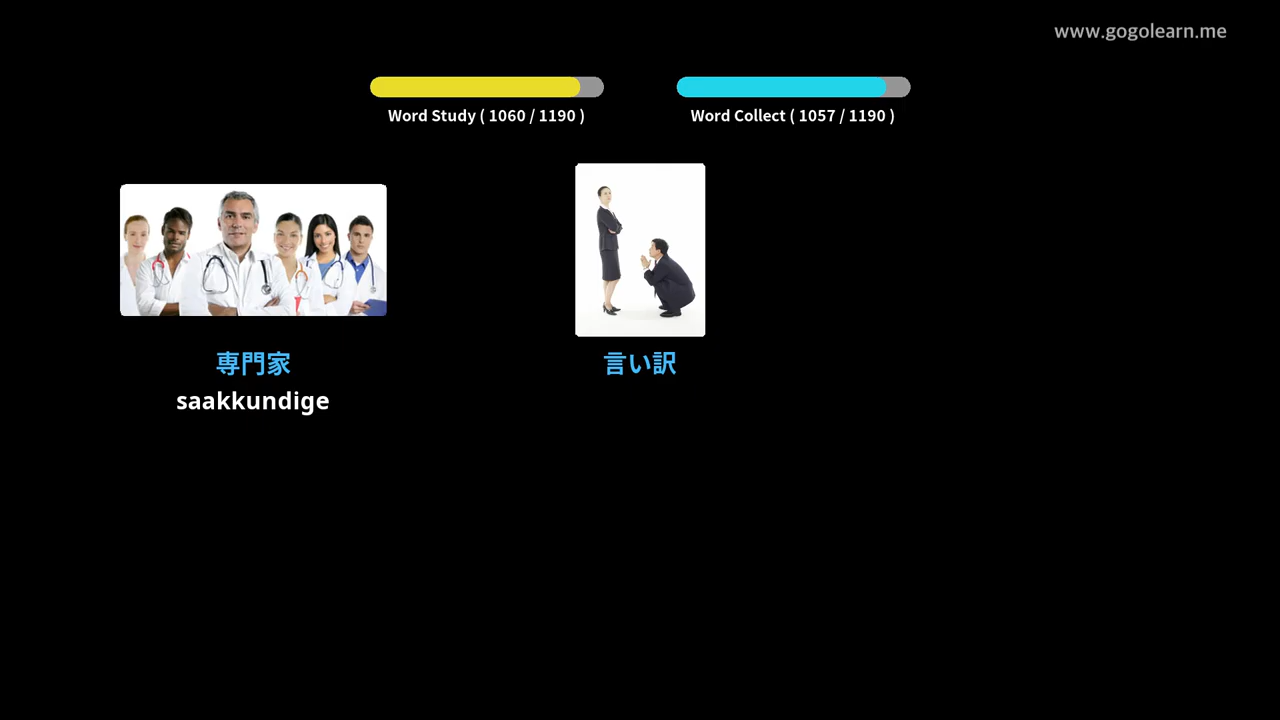 www.gogolearn.me
Word Study ( 1060 / 1190 )
Word Collect ( 1057 / 1190 )
専門家
saakkundige
言い訳